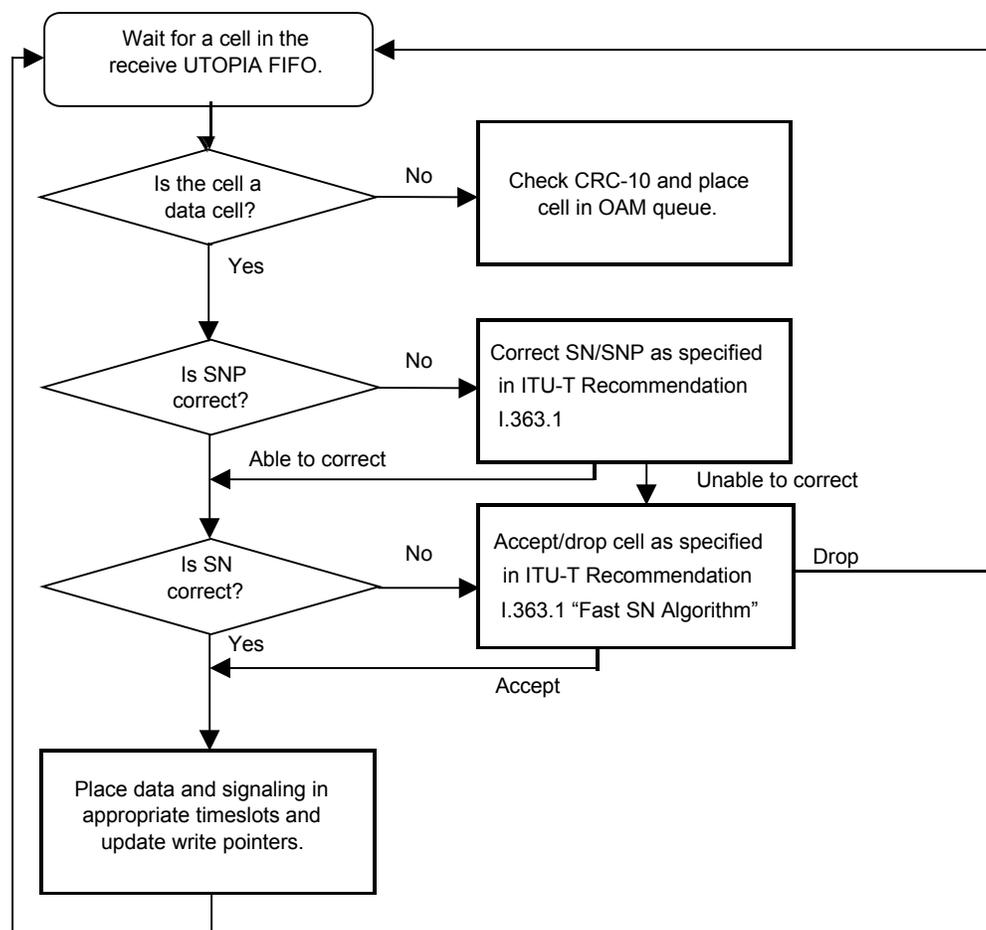 Wait for a cell in the
receive UTOPIA FIFO.
Is the cell a
data cell?
No
Check CRC-10 and place
cell in OAM queue.
Yes
Is SNP
correct?
No
Correct SN/SNP as specified
in ITU-T Recommendation
I.363.1
Able to correct
Unable to correct
Is SN
correct?
No
Accept/drop cell as specified
in ITU-T Recommendation
I.363.1 “Fast SN Algorithm”
Drop
Yes
Accept
Place data and signaling in
appropriate timeslots and
update write pointers.